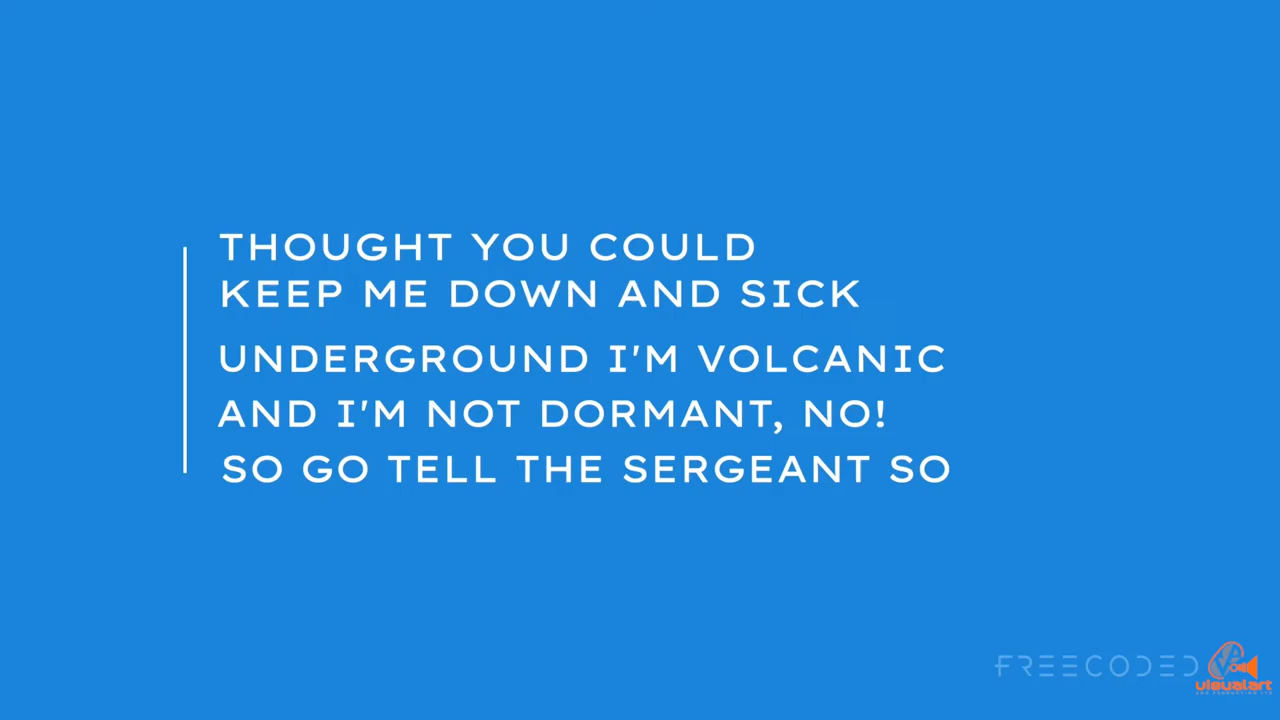 THOUGHT YOU COULD
KEEP ME DOWN AND SICK
UNDERGROUND I'M VOLCANIC
AND I'M NOT DORMANT, NO!
SO GO TELL THE SERGEANT SO
FREECODED
visualart